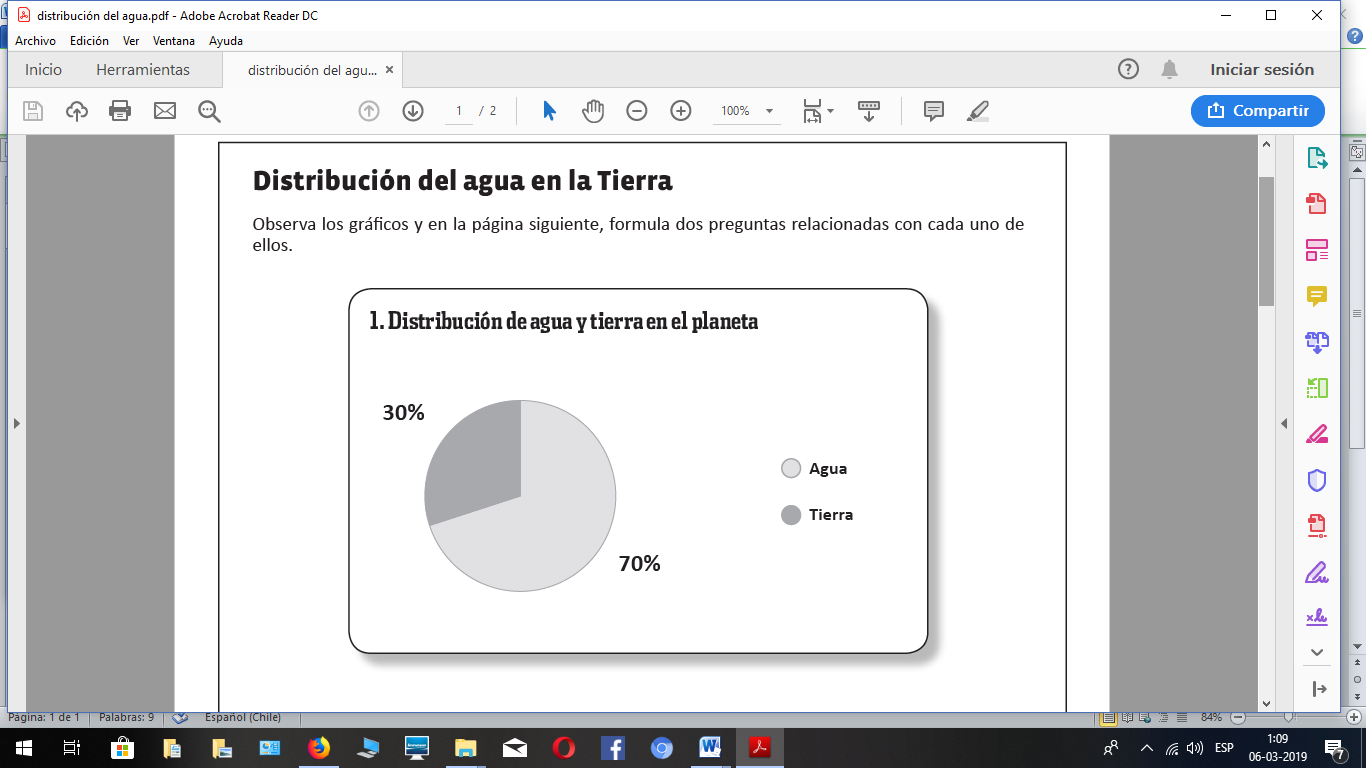 distribución del agua.pdf - Adobe Acrobat Reader DC
Archivo Edición Ver Ventana Ayuda
Inicio Herramientas distribución del agu... × Iniciar sesión
1 / 2 100% Compartir
Distribución del agua en la Tierra
Observa los gráficos y en la página siguiente, formula dos preguntas relacionadas con cada uno de
ellos.
1. Distribución de agua y tierra en el planeta
30%
Agua
Tierra
70%
Página: 1 de 1 Palabras: 9 Español (Chile) 84%
ESP 1:09
06-03-2019 7